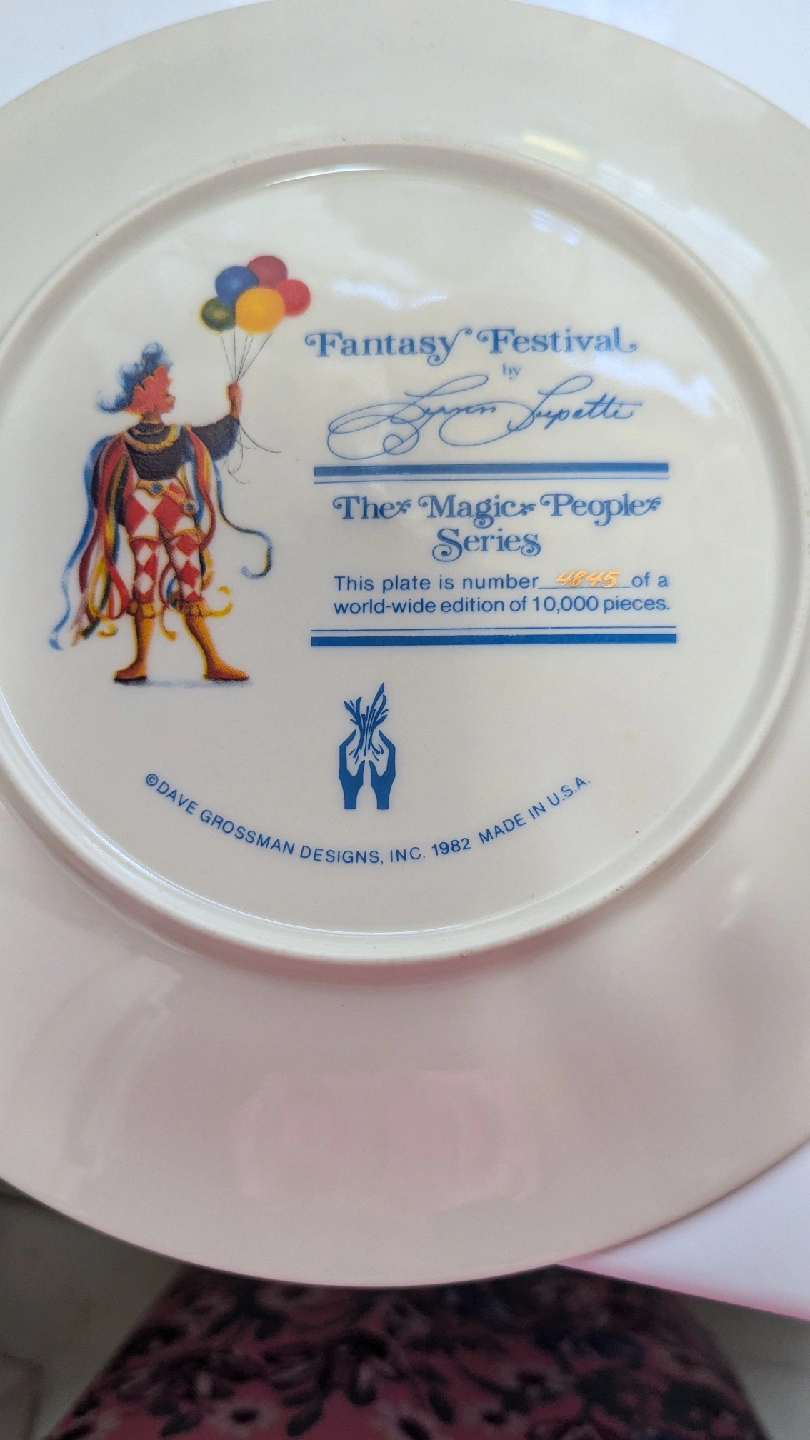 Fantasy Festival
by
Lynn Lupetti
The Magic People
Series
This plate is number 4845 of a
world-wide edition of 10,000 pieces.
©DAVE GROSSMAN DESIGNS, INC. 1982 MADE IN U.S.A.